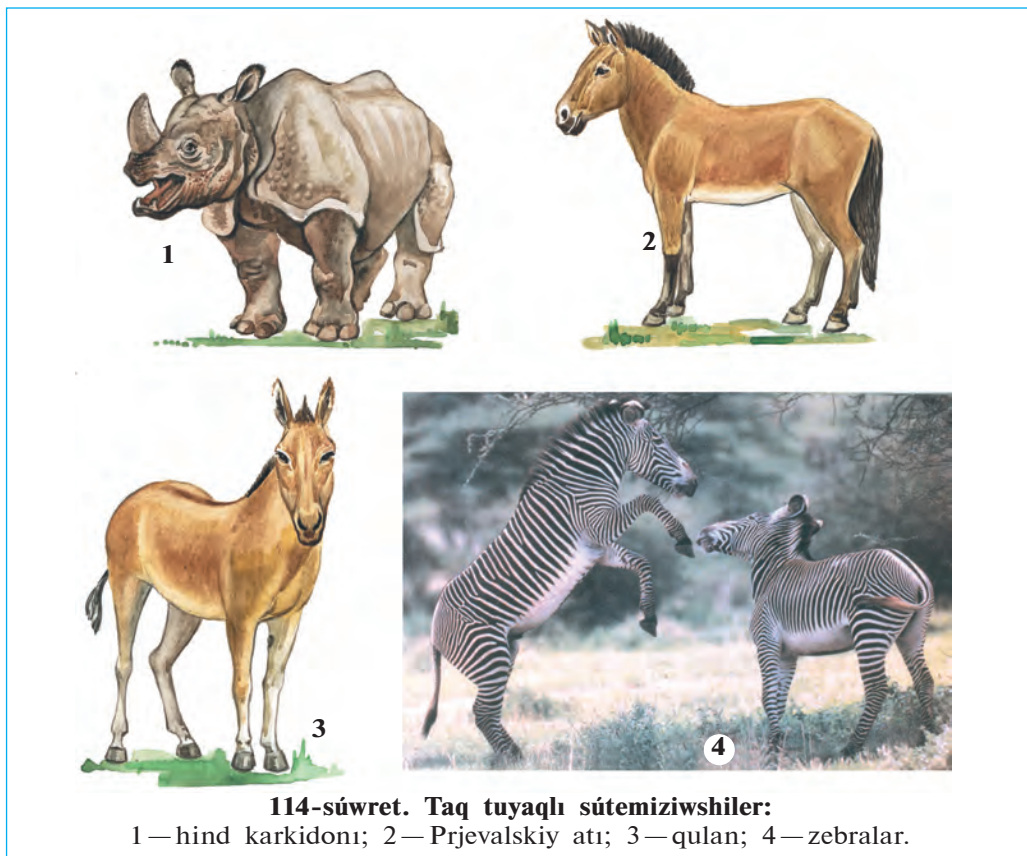 1
2
3
4
114-súwret. Taq tuyaqlı sútemiziwshiler:
1—hind karkidonı; 2—Prjevalskiy atı; 3—qulan; 4—zebralar.